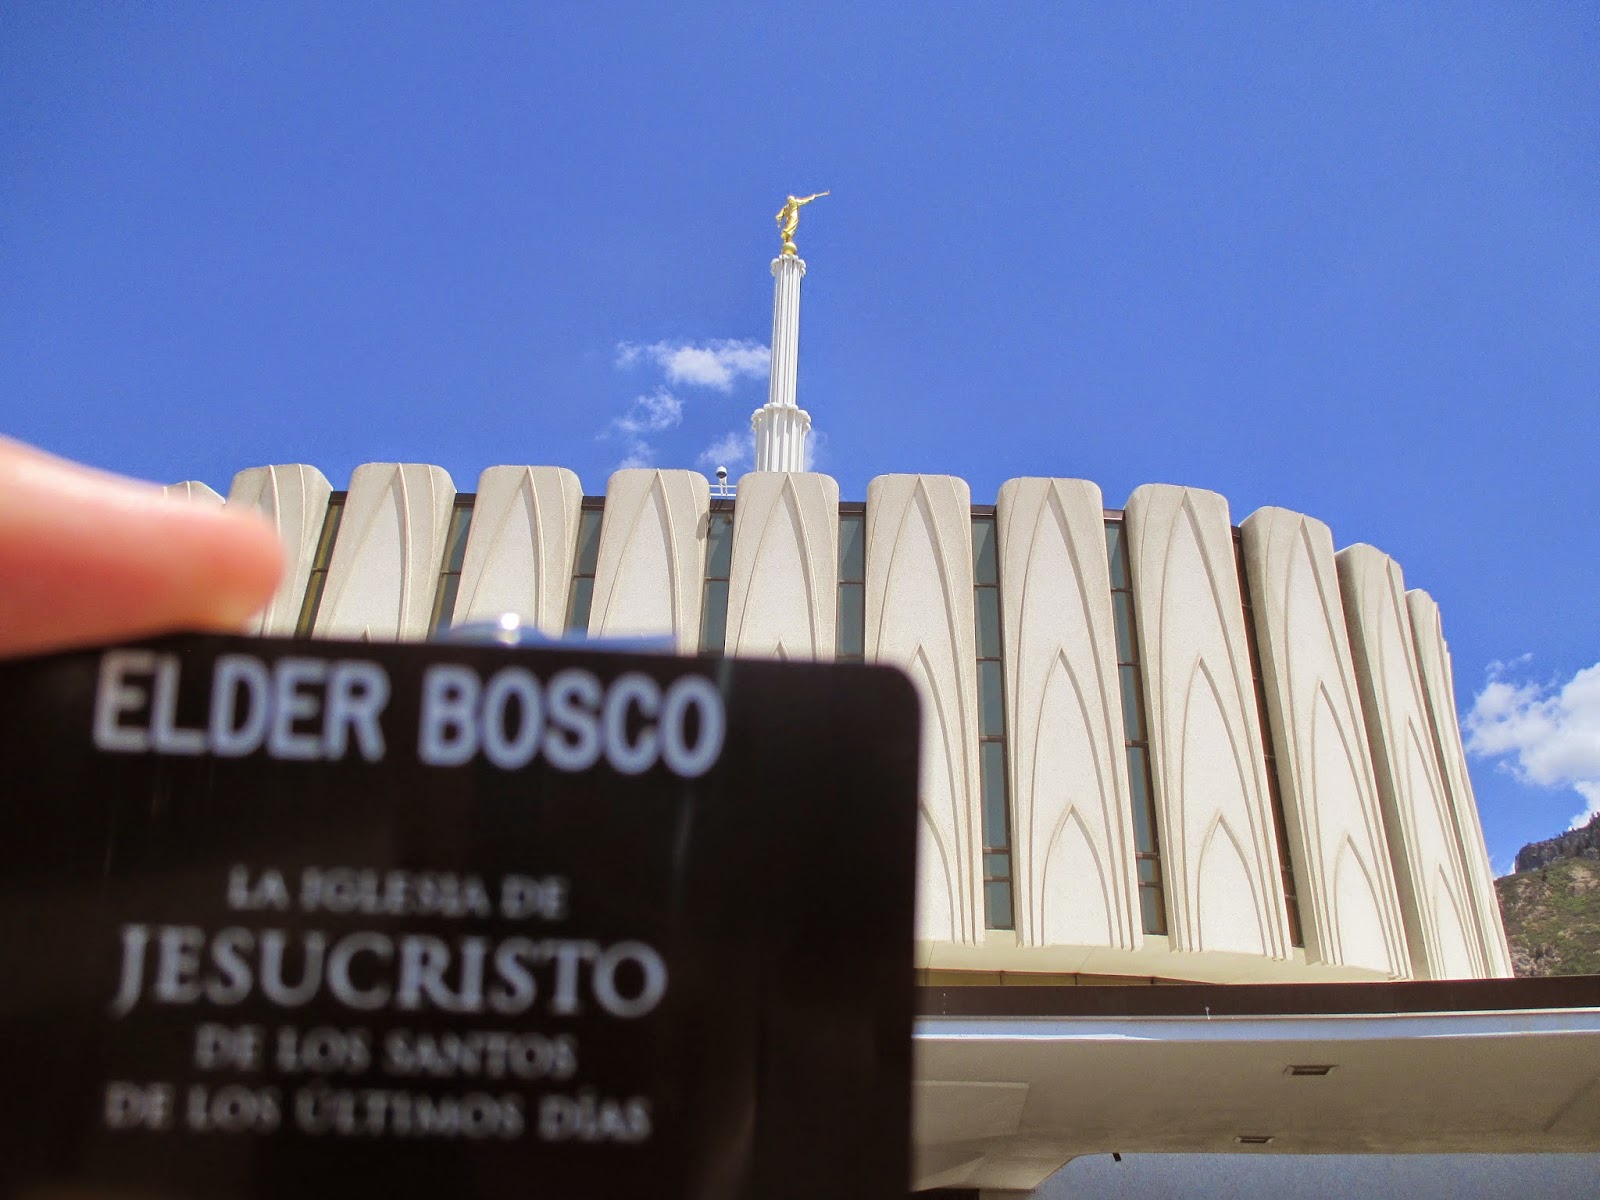 ELDER BOSCO
LA IGLESIA DE
JESUCRISTO
DE LOS SANTOS
DE LOS ÚLTIMOS DÍAS